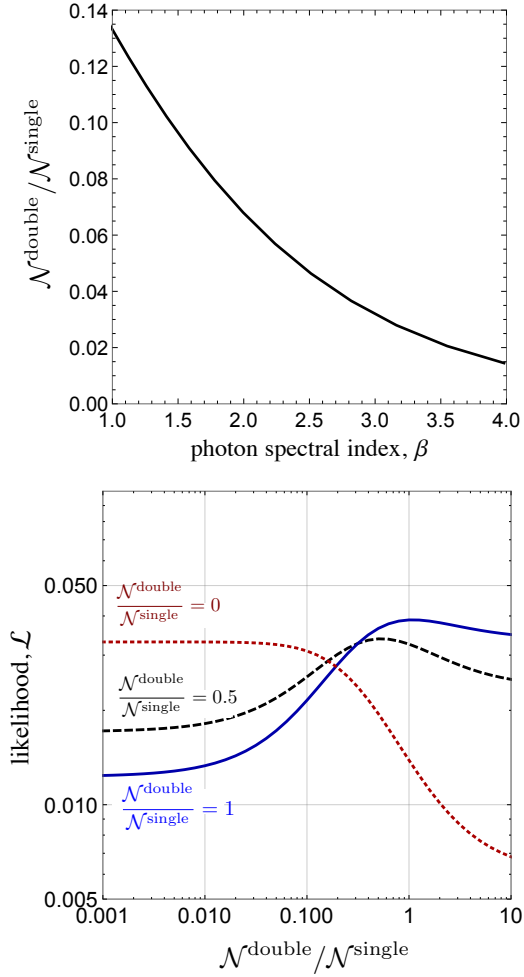 0.14
0.12
0.10
0.08
0.06
0.04
0.02
0.00
𝒩^double/𝒩^single
1.0 1.5 2.0 2.5 3.0 3.5 4.0
photon spectral index, β
0.050
0.010
0.005
likelihood, ℒ
𝒩^double/𝒩^single = 0
𝒩^double/𝒩^single = 0.5
𝒩^double/𝒩^single = 1
0.001 0.010 0.100 1 10
𝒩^double/𝒩^single